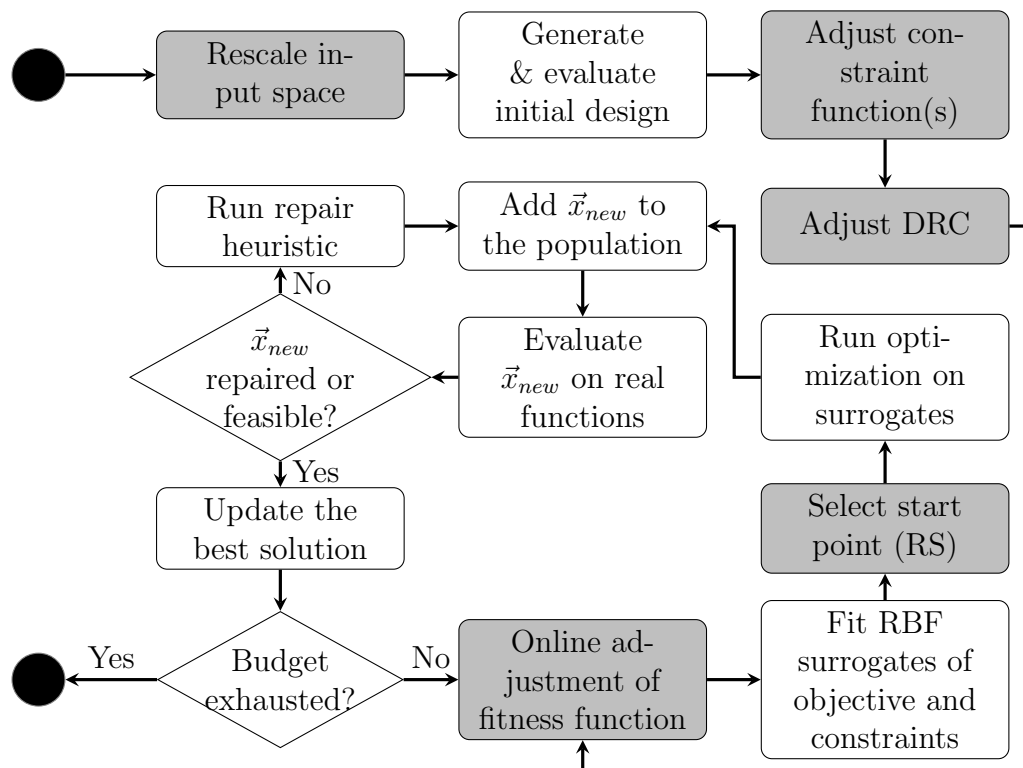 Rescale in-
put space
Generate
& evaluate
initial design
Adjust con-
straint
function(s)
Run repair
heuristic
Add $\vec{x}_{new}$ to
the population
Adjust DRC
No
$\vec{x}_{new}$
repaired or
feasible?
Evaluate
$\vec{x}_{new}$ on real
functions
Run opti-
mization on
surrogates
Yes
Update the
best solution
Select start
point (RS)
Yes
Budget
exhausted?
No
Online ad-
justment of
fitness function
Fit RBF
surrogates of
objective and
constraints